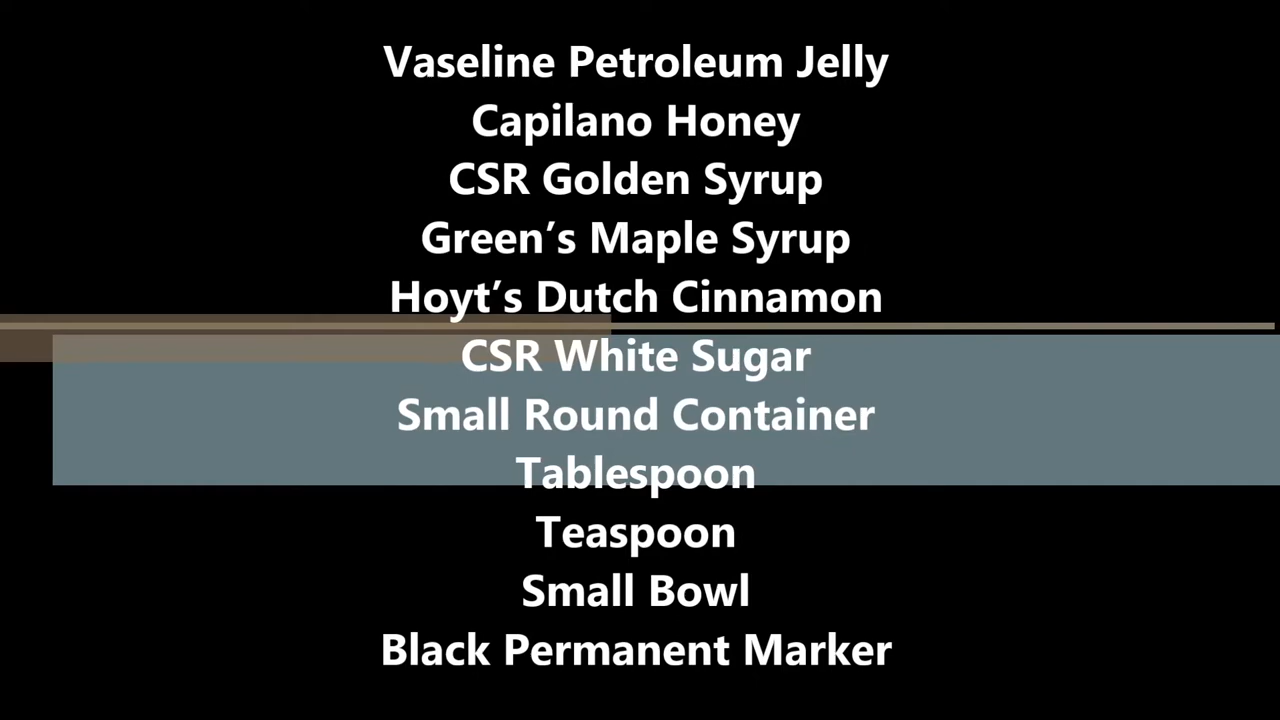 Vaseline Petroleum Jelly
Capilano Honey
CSR Golden Syrup
Green’s Maple Syrup
Hoyt’s Dutch Cinnamon
CSR White Sugar
Small Round Container
Tablespoon
Teaspoon
Small Bowl
Black Permanent Marker